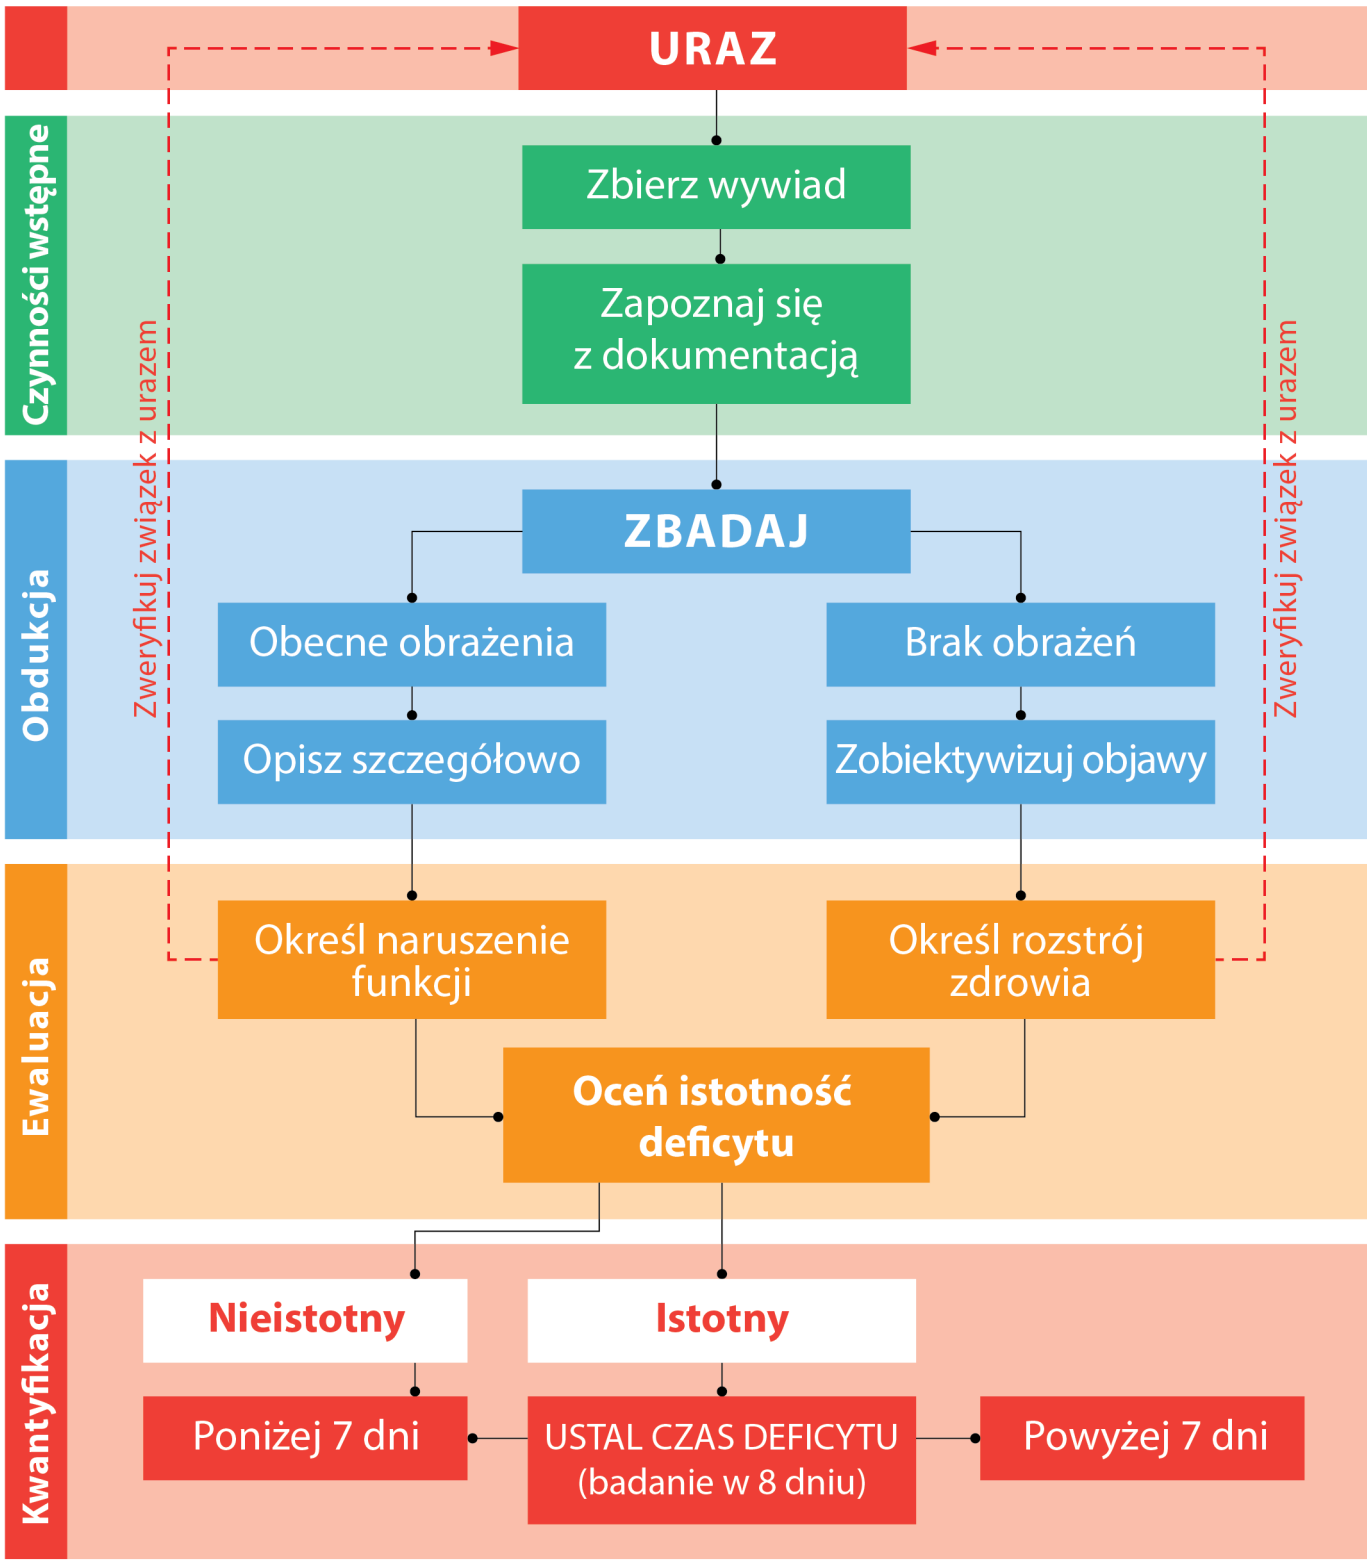 URAZ
Czynności wstępne
Zbierz wywiad
Zapoznaj się
z dokumentacją
Zweryfikuj związek z urazem
Zweryfikuj związek z urazem
Obdukcja
ZBADAJ
Obecne obrażenia
Brak obrażeń
Opisz szczegółowo
Zobiektywizuj objawy
Ewaluacja
Określ naruszenie
funkcji
Określ rozstrój
zdrowia
Oceń istotność
deficytu
Kwantyfikacja
Nieistotny
Istotny
Poniżej 7 dni
USTAL CZAS DEFICYTU
(badanie w 8 dniu)
Powyżej 7 dni